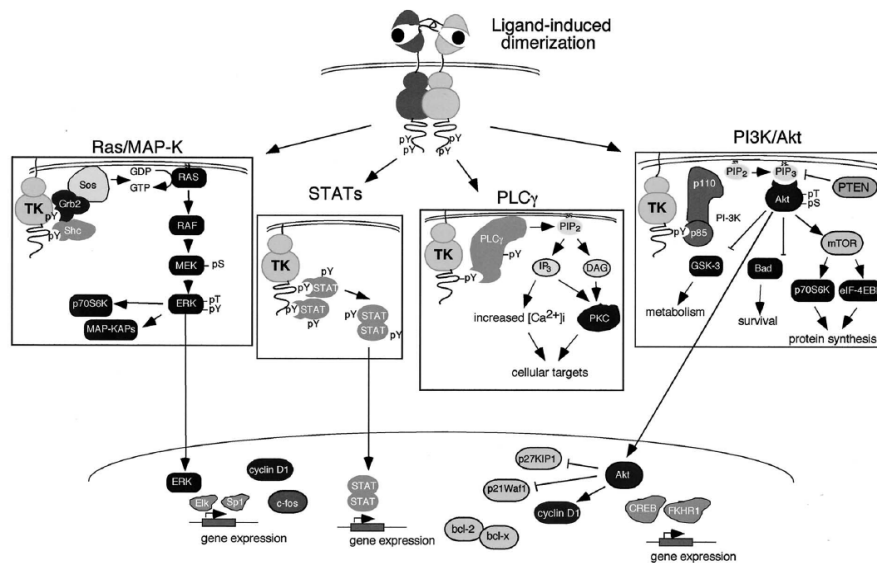 Ligand-induced
dimerization
pY
pY
pY
pY
Ras/MAP-K
GDP
GTP
RAS
Sos
TK
Grb2
pY
Shc
pY
RAF
MEK
pS
ERK
pT
pY
p70S6K
MAP-KAPs
STATs
TK
pY
pY
STAT
pY
STAT
pY
pY
STAT
STAT
pY
PLCγ
TK
PLCγ
pY
pY
PIP2
IP3
DAG
PKC
increased [Ca2+]i
cellular targets
PI3K/Akt
TK
pY
p110
p85
PI-3K
PIP2
PIP3
PTEN
Akt
pT
pS
GSK-3
Bad
mTOR
p70S6K
eIF-4EBI
metabolism
survival
protein synthesis
ERK
cyclin D1
Elk
Sp1
c-fos
gene expression
STAT
STAT
gene expression
p27KIP1
p21Waf1
Akt
cyclin D1
bcl-2
bcl-x
CREB
FKHR1
gene expression